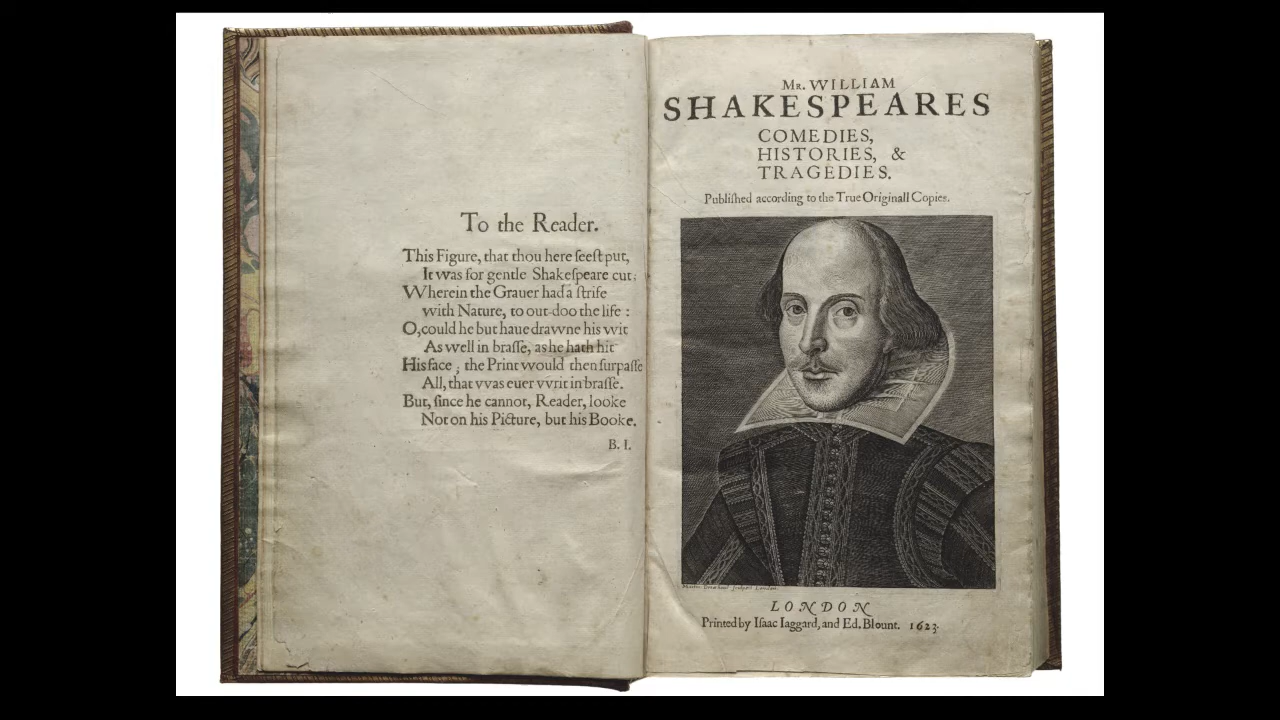 To the Reader.
This Figure, that thou here ſeeſt put,
It was for gentle Shakeſpeare cut;
Wherein the Grauer had a ſtrife
with Nature, to out-doo the life :
O, could he but haue drawne his wit
As well in braſſe, as he hath hit
His face ; the Print would then ſurpaſſe
All, that vvas euer vvrit in braſſe.
But, ſince he cannot, Reader, looke
Not on his Picture, but his Booke.
B. I.
Mr. WILLIAM
SHAKESPEARES
COMEDIES,
HISTORIES, &
TRAGEDIES.
Publiſhed according to the True Originall Copies.
Martin Droeshout ſculpſit London.
LONDON
Printed by Iſaac Iaggard, and Ed. Blount. 1623.